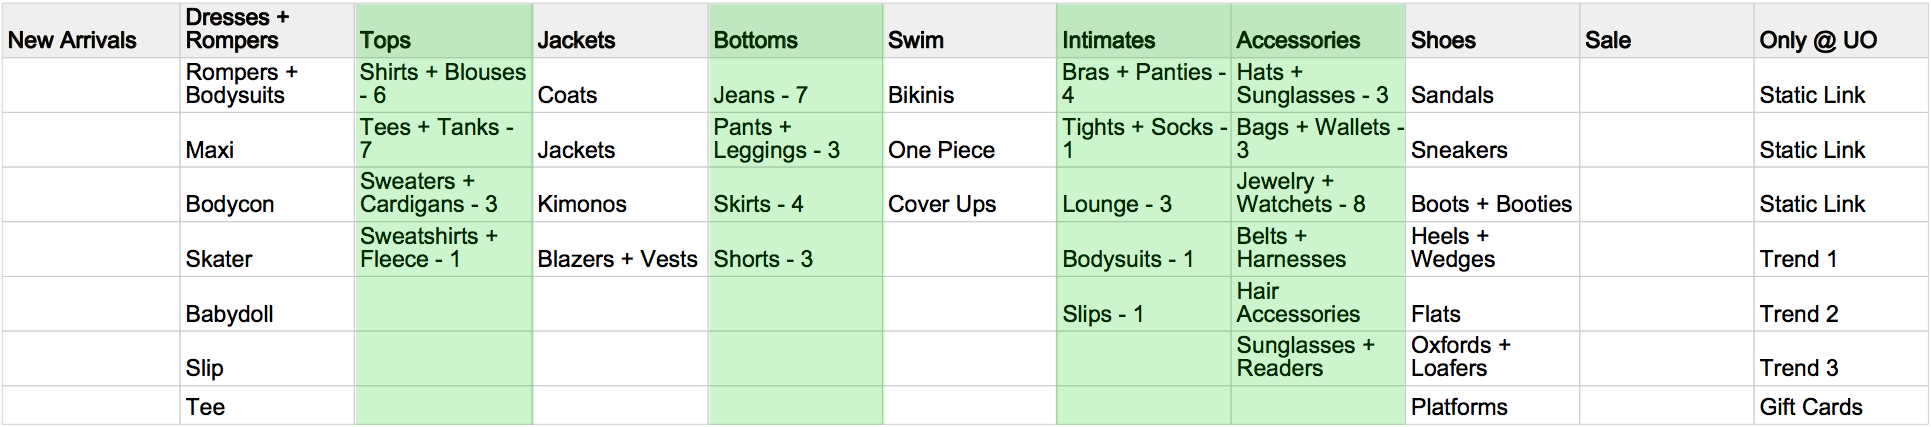 New Arrivals
Dresses +
Rompers
Tops
Jackets
Bottoms
Swim
Intimates
Accessories
Shoes
Sale
Only @ UO
Rompers +
Bodysuits
Shirts + Blouses
- 6
Coats
Jeans - 7
Bikinis
Bras + Panties -
4
Hats +
Sunglasses - 3
Sandals
Static Link
Maxi
Tees + Tanks -
7
Jackets
Pants +
Leggings - 3
One Piece
Tights + Socks -
1
Bags + Wallets -
3
Sneakers
Static Link
Bodycon
Sweaters +
Cardigans - 3
Kimonos
Skirts - 4
Cover Ups
Lounge - 3
Jewelry +
Watchets - 8
Boots + Booties
Static Link
Skater
Sweatshirts +
Fleece - 1
Blazers + Vests
Shorts - 3
Bodysuits - 1
Belts +
Harnesses
Heels +
Wedges
Trend 1
Babydoll
Slips - 1
Hair
Accessories
Flats
Trend 2
Slip
Sunglasses +
Readers
Oxfords +
Loafers
Trend 3
Tee
Platforms
Gift Cards